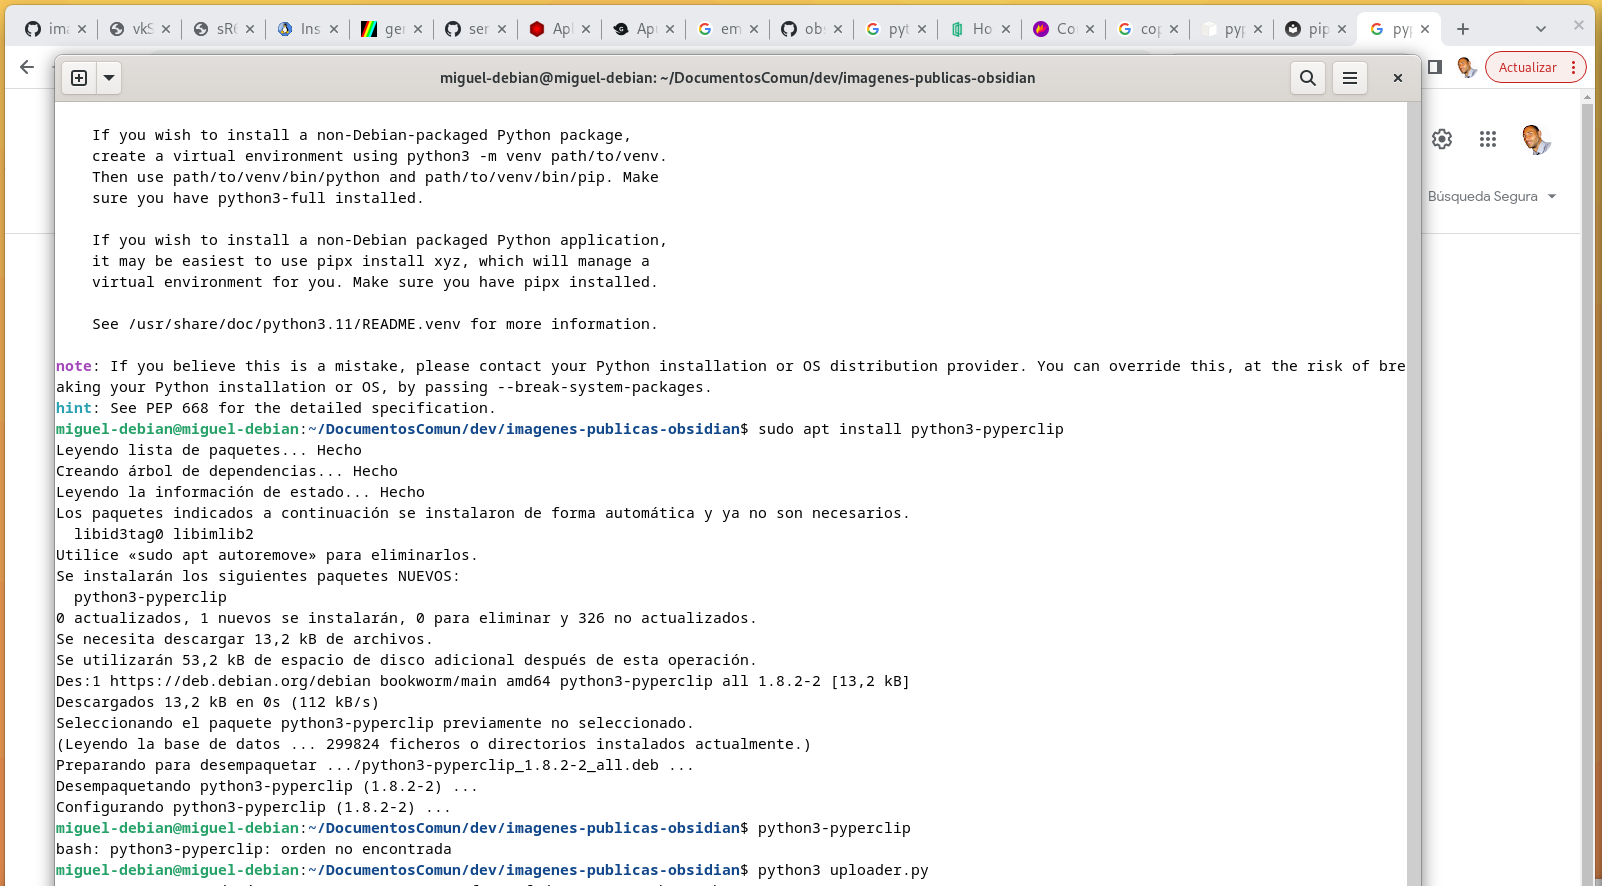 ima
vkS
sR6
Ins
ger
ser
Apl
Apı
em
obs
pyt
Ho
Co
cop
pyp
pip
pyp
Actualizar
miguel-debian@miguel-debian: ~/DocumentosComun/dev/imagenes-publicas-obsidian
Búsqueda Segura
If you wish to install a non-Debian-packaged Python package,
create a virtual environment using python3 -m venv path/to/venv.
Then use path/to/venv/bin/python and path/to/venv/bin/pip. Make
sure you have python3-full installed.
If you wish to install a non-Debian packaged Python application,
it may be easiest to use pipx install xyz, which will manage a
virtual environment for you. Make sure you have pipx installed.
See /usr/share/doc/python3.11/README.venv for more information.
note: If you believe this is a mistake, please contact your Python installation or OS distribution provider. You can override this, at the risk of bre
aking your Python installation or OS, by passing --break-system-packages.
hint: See PEP 668 for the detailed specification.
miguel-debian@miguel-debian:~/DocumentosComun/dev/imagenes-publicas-obsidian$ sudo apt install python3-pyperclip
Leyendo lista de paquetes... Hecho
Creando árbol de dependencias... Hecho
Leyendo la información de estado... Hecho
Los paquetes indicados a continuación se instalaron de forma automática y ya no son necesarios.
libid3tag0 libimlib2
Utilice «sudo apt autoremove» para eliminarlos.
Se instalarán los siguientes paquetes NUEVOS:
python3-pyperclip
0 actualizados, 1 nuevos se instalarán, 0 para eliminar y 326 no actualizados.
Se necesita descargar 13,2 kB de archivos.
Se utilizarán 53,2 kB de espacio de disco adicional después de esta operación.
Des:1 https://deb.debian.org/debian bookworm/main amd64 python3-pyperclip all 1.8.2-2 [13,2 kB]
Descargados 13,2 kB en 0s (112 kB/s)
Seleccionando el paquete python3-pyperclip previamente no seleccionado.
(Leyendo la base de datos ... 299824 ficheros o directorios instalados actualmente.)
Preparando para desempaquetar .../python3-pyperclip_1.8.2-2_all.deb ...
Desempaquetando python3-pyperclip (1.8.2-2) ...
Configurando python3-pyperclip (1.8.2-2) ...
miguel-debian@miguel-debian:~/DocumentosComun/dev/imagenes-publicas-obsidian$ python3-pyperclip
bash: python3-pyperclip: orden no encontrada
miguel-debian@miguel-debian:~/DocumentosComun/dev/imagenes-publicas-obsidian$ python3 uploader.py